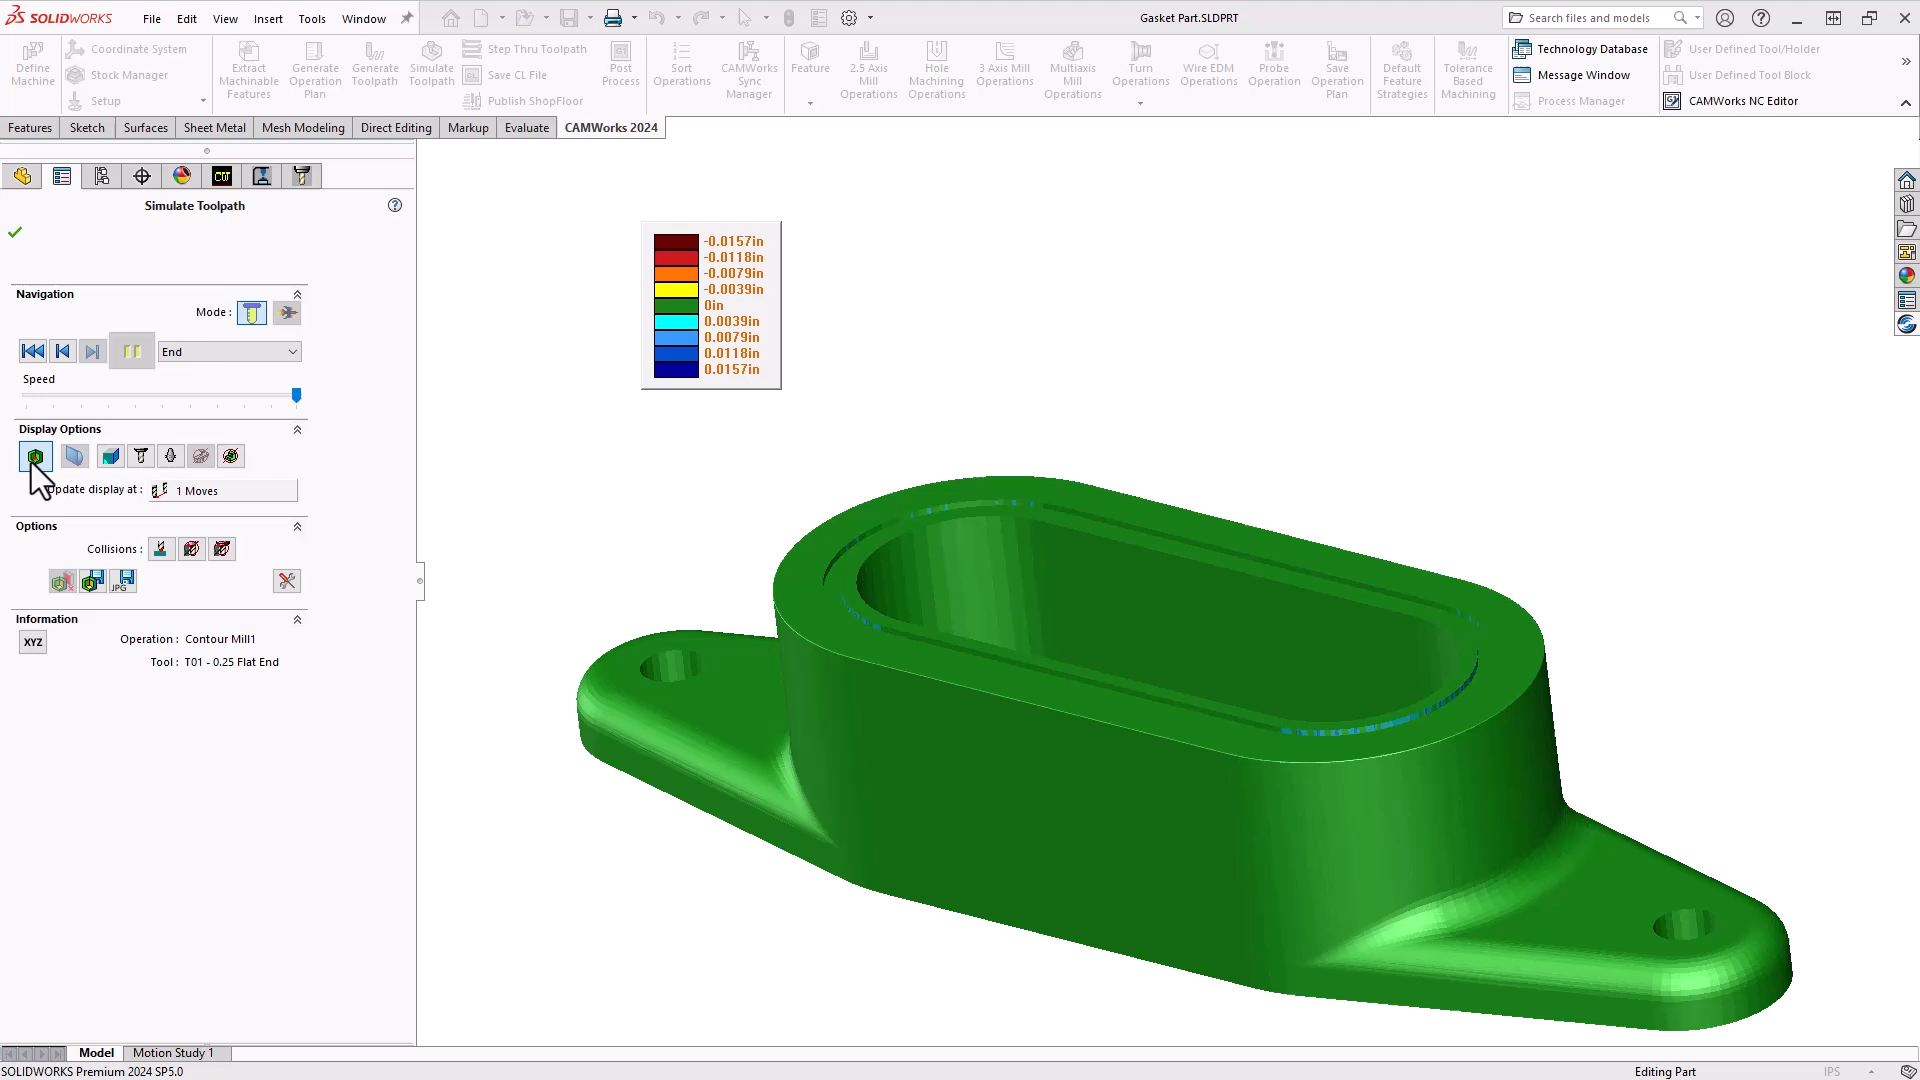 SOLIDWORKS
File
Edit
View
Insert
Tools
Window
Gasket Part.SLDPRT
Search files and models
Define
Machine
Coordinate System
Stock Manager
Setup
Extract
Machinable
Features
Generate
Operation
Plan
Generate
Toolpath
Simulate
Toolpath
Step Thru Toolpath
Save CL File
Publish ShopFloor
Post
Process
Sort
Operations
CAMWorks
Sync
Manager
Feature
2.5 Axis
Mill
Operations
Hole
Machining
Operations
3 Axis Mill
Operations
Multiaxis
Mill
Operations
Turn
Operations
Wire EDM
Operations
Probe
Operation
Save
Operation
Plan
Default
Feature
Strategies
Tolerance
Based
Machining
Technology Database
Message Window
Process Manager
User Defined Tool/Holder
User Defined Tool Block
CAMWorks NC Editor
Features
Sketch
Surfaces
Sheet Metal
Mesh Modeling
Direct Editing
Markup
Evaluate
CAMWorks 2024
CW
Simulate Toolpath
Navigation
Mode :
End
Speed
Display Options
pdate display at :
1 Moves
Options
Collisions :
JPG
Information
XYZ
Operation : Contour Mill1
Tool : T01 - 0.25 Flat End
-0.0157in
-0.0118in
-0.0079in
-0.0039in
0in
0.0039in
0.0079in
0.0118in
0.0157in
Model
Motion Study 1
SOLIDWORKS Premium 2024 SP5.0
Editing Part
IPS